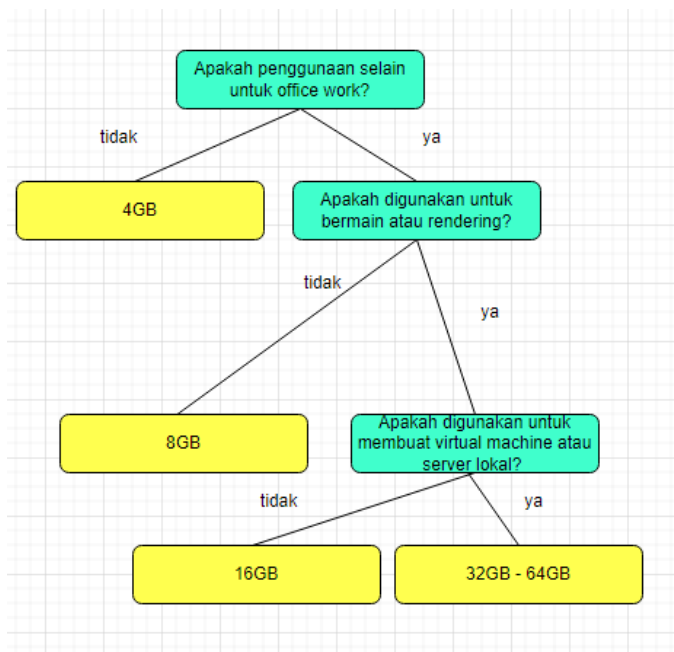 Apakah penggunaan selain
untuk office work?
tidak
ya
4GB
Apakah digunakan untuk
bermain atau rendering?
tidak
ya
8GB
Apakah digunakan untuk
membuat virtual machine atau
server lokal?
tidak
ya
16GB
32GB - 64GB